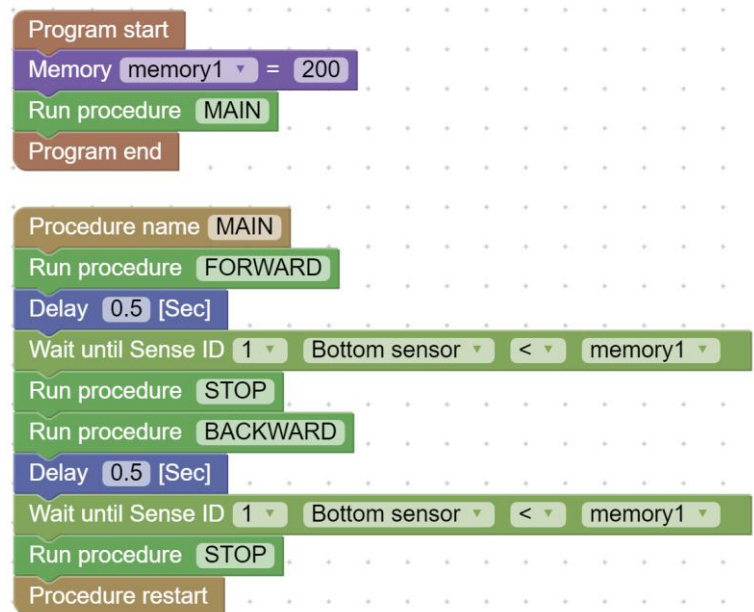 Program start
Memory memory1 = 200
Run procedure MAIN
Program end
Procedure name MAIN
Run procedure FORWARD
Delay 0.5 [Sec]
Wait until Sense ID 1 Bottom sensor < memory1
Run procedure STOP
Run procedure BACKWARD
Delay 0.5 [Sec]
Wait until Sense ID 1 Bottom sensor < memory1
Run procedure STOP
Procedure restart